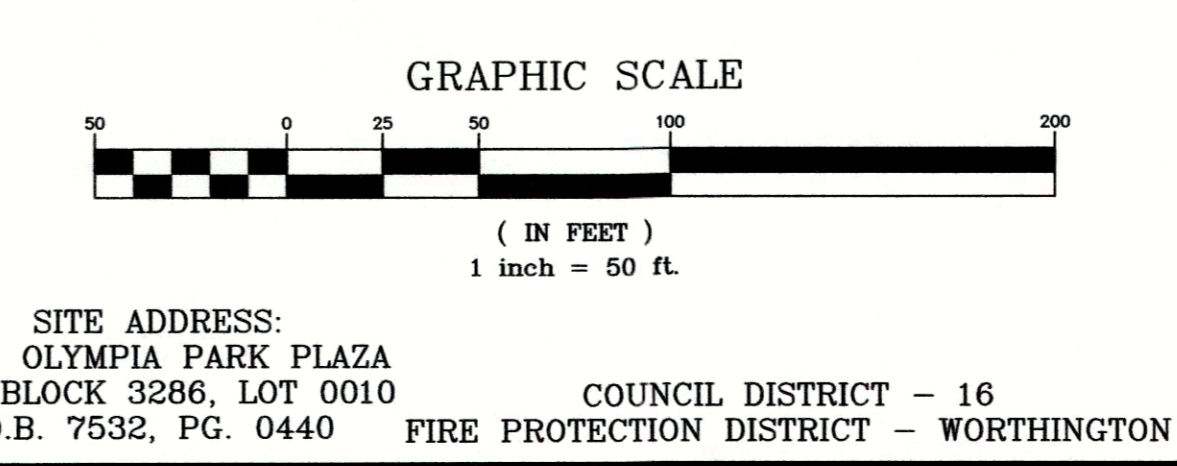 GRAPHIC SCALE
50 0 25 50 100 200
( IN FEET )
1 inch = 50 ft.
SITE ADDRESS:
OLYMPIA PARK PLAZA
BLOCK 3286, LOT 0010
.B. 7532, PG. 0440
COUNCIL DISTRICT – 16
FIRE PROTECTION DISTRICT – WORTHINGTON